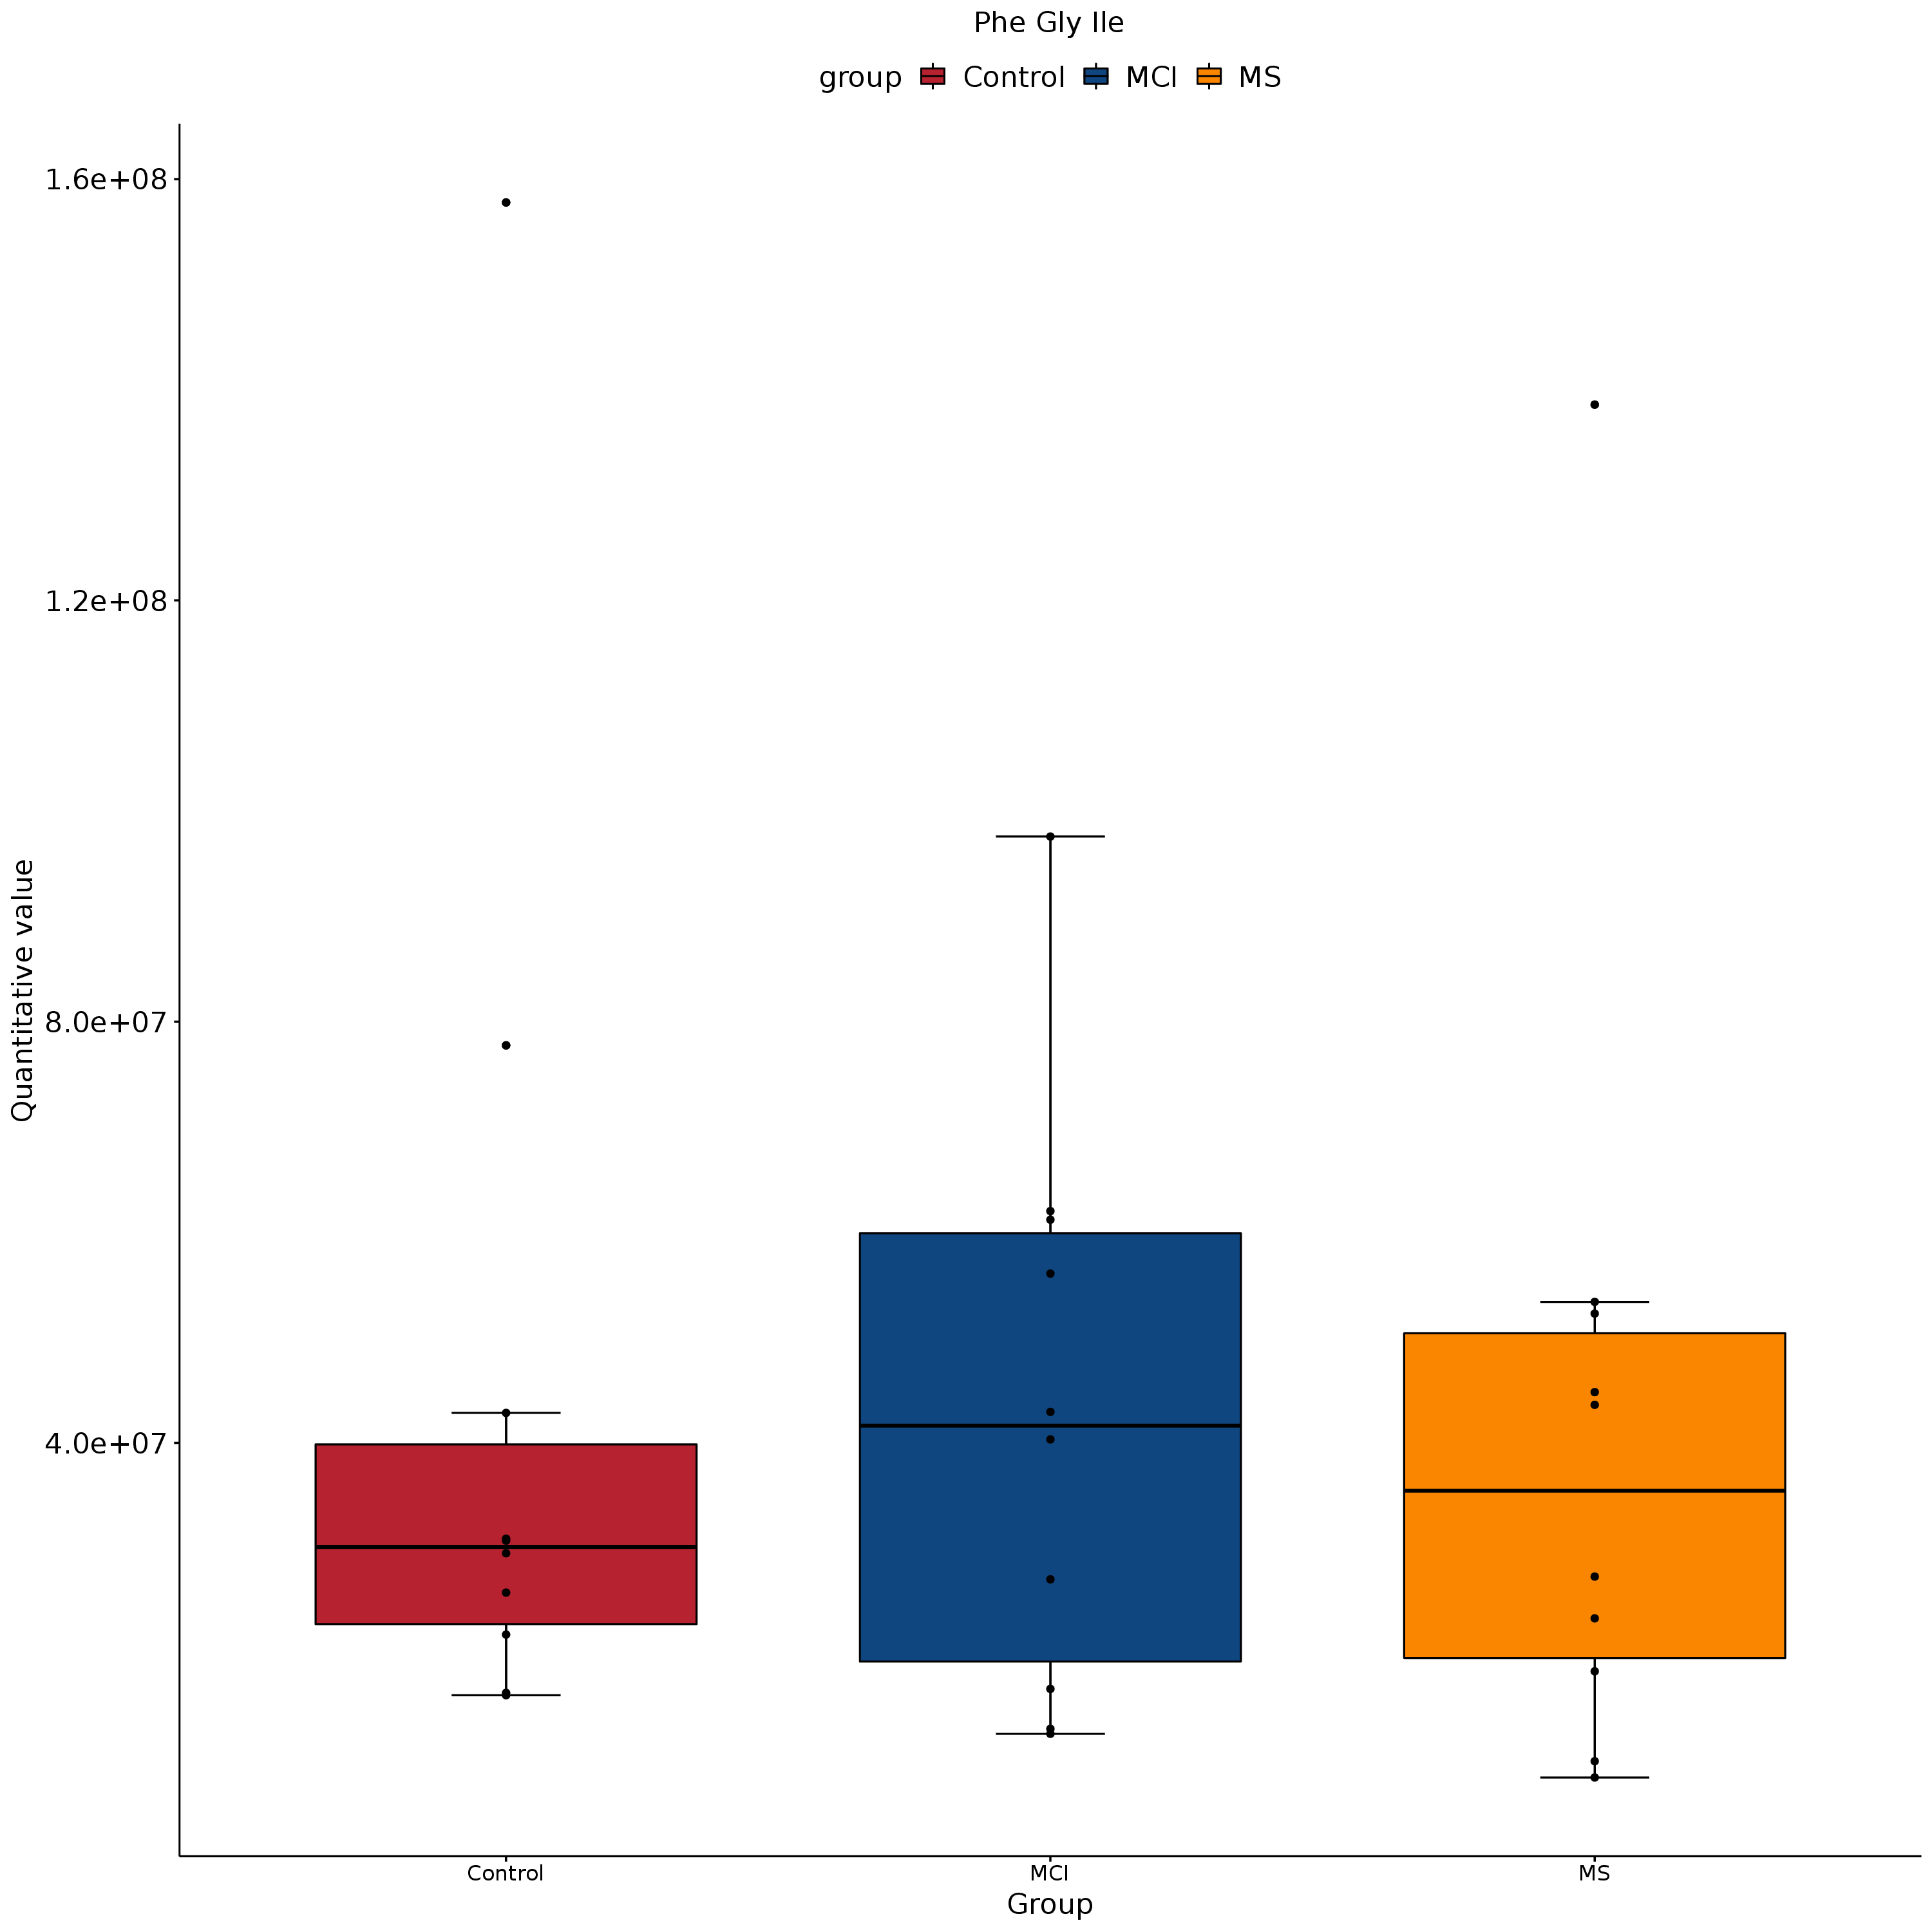 Phe Gly Ile
group Control MCI MS
1.6e+08
1.2e+08
8.0e+07
4.0e+07
Quantitative value
Control MCI MS
Group